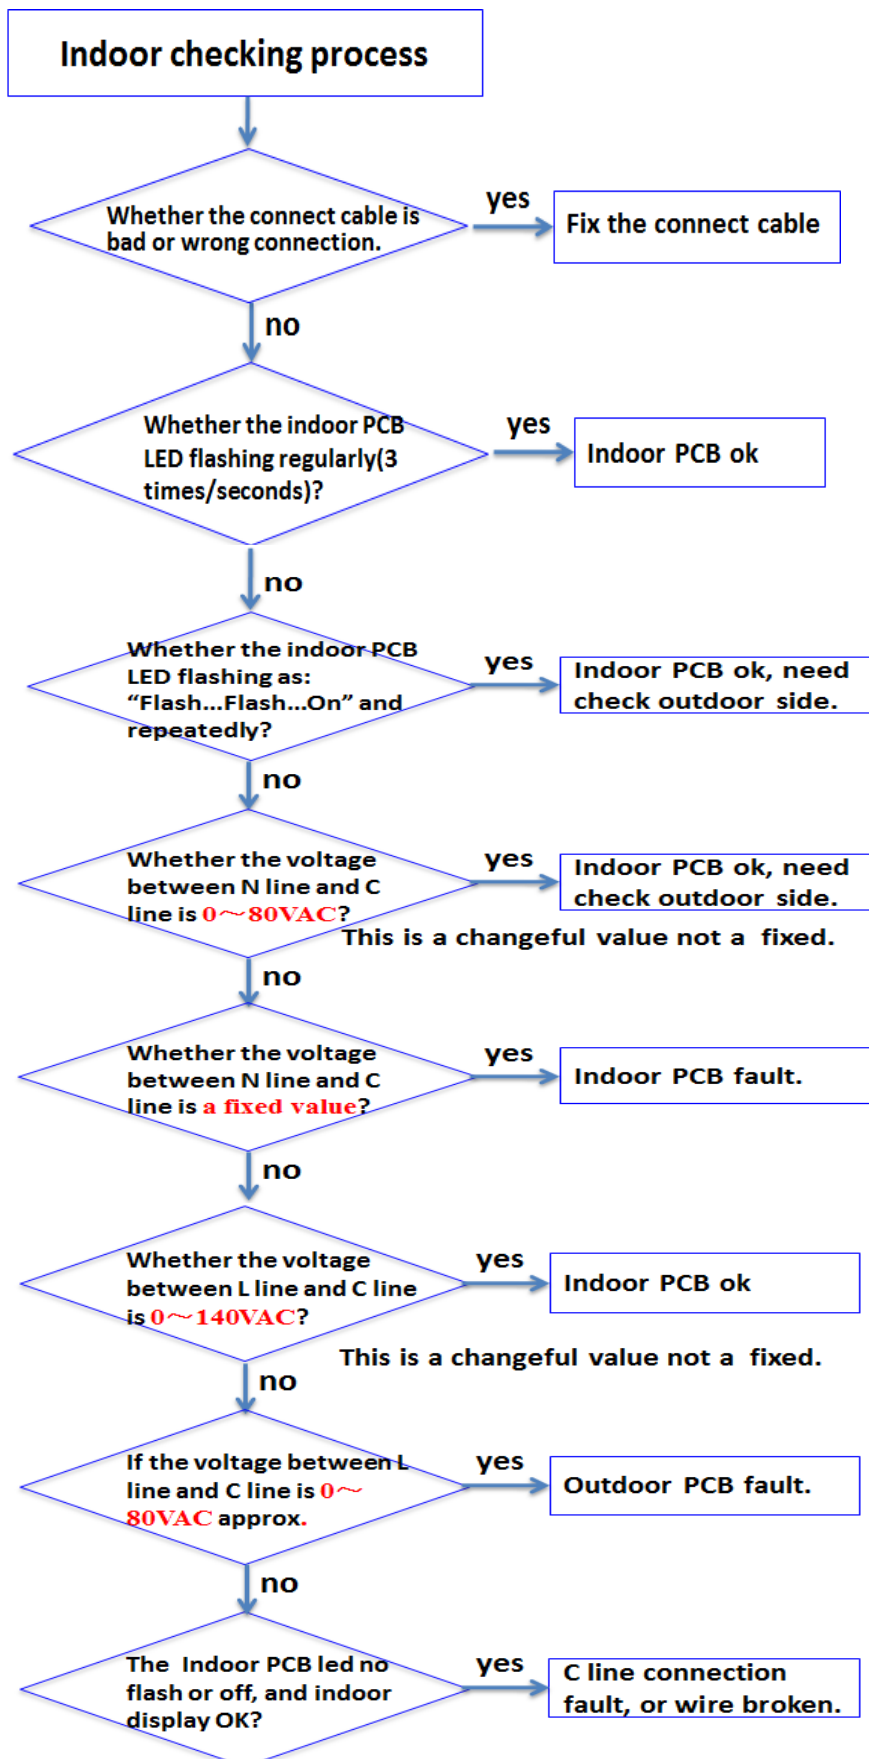 Indoor checking process
Whether the connect cable is
bad or wrong connection.
yes
Fix the connect cable
no
Whether the indoor PCB
LED flashing regularly(3
times/seconds)?
yes
Indoor PCB ok
no
Whether the indoor PCB
LED flashing as:
“Flash...Flash...On” and
repeatedly?
yes
Indoor PCB ok, need
check outdoor side.
no
Whether the voltage
between N line and C
line is 0～80VAC?
yes
Indoor PCB ok, need
check outdoor side.
This is a changeful value not a fixed.
no
Whether the voltage
between N line and C
line is a fixed value?
yes
Indoor PCB fault.
no
Whether the voltage
between L line and C line
is 0～140VAC?
yes
Indoor PCB ok
This is a changeful value not a fixed.
no
If the voltage between L
line and C line is 0～
80VAC approx.
yes
Outdoor PCB fault.
no
The Indoor PCB led no
flash or off, and indoor
display OK?
yes
C line connection
fault, or wire broken.